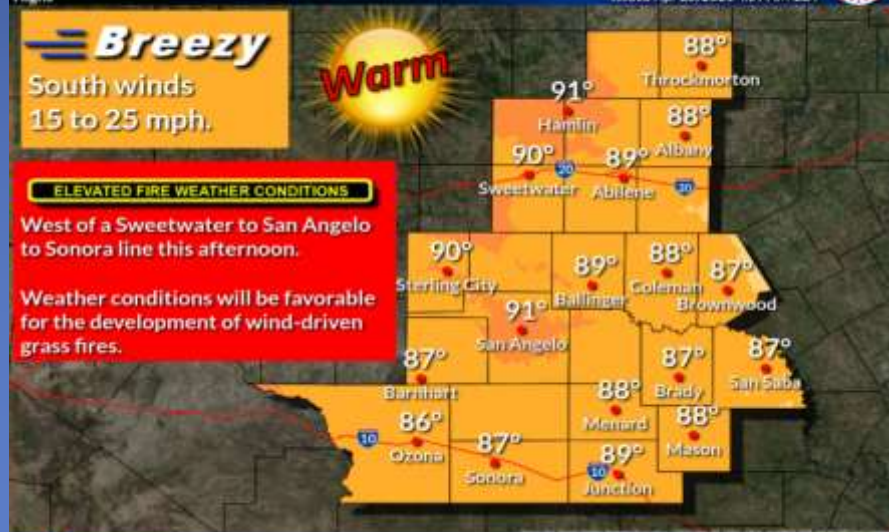 Breezy
South winds
15 to 25 mph.
Warm
ELEVATED FIRE WEATHER CONDITIONS
West of a Sweetwater to San Angelo
to Sonora line this afternoon.
Weather conditions will be favorable
for the development of wind-driven
grass fires.
88°
Throckmorton
91°
Hamlin
88°
Albany
90°
Sweetwater
20
89°
Abilene
20
90°
Sterling City
89°
Ballinger
88°
Coleman
87°
Brownwood
91°
San Angelo
87°
Barnhart
87°
Brady
87°
San Saba
88°
Menard
88°
Mason
10
86°
Ozona
87°
Sonora
10
89°
Junction